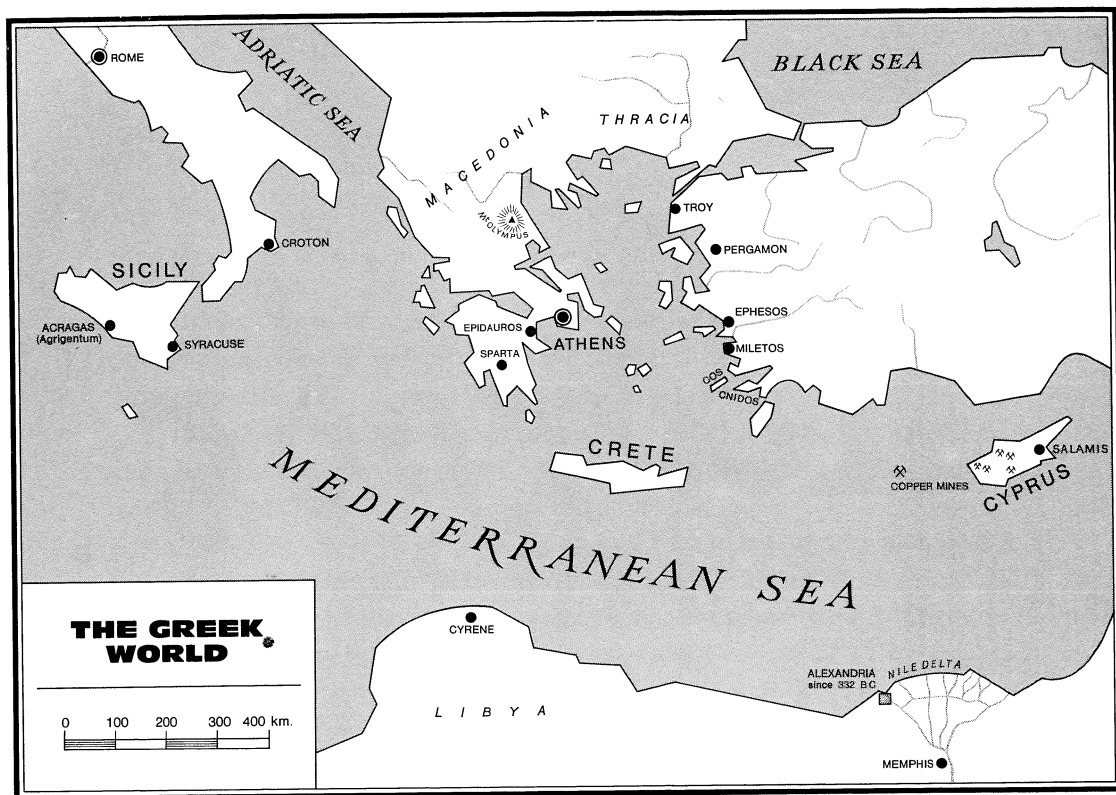 ROME
ADRIATIC SEA
BLACK SEA
MACEDONIA
THRACIA
Mt OLYMPUS
TROY
PERGAMON
CROTON
SICILY
ACRAGAS
(Agrigentum)
SYRACUSE
EPIDAUROS
ATHENS
SPARTA
EPHESOS
MILETOS
COS
CNIDOS
CRETE
SALAMIS
COPPER MINES
CYPRUS
MEDITERRANEAN SEA
THE GREEK
WORLD
0 100 200 300 400 km.
CYRENE
LIBYA
ALEXANDRIA
since 332 BC
NILE DELTA
MEMPHIS